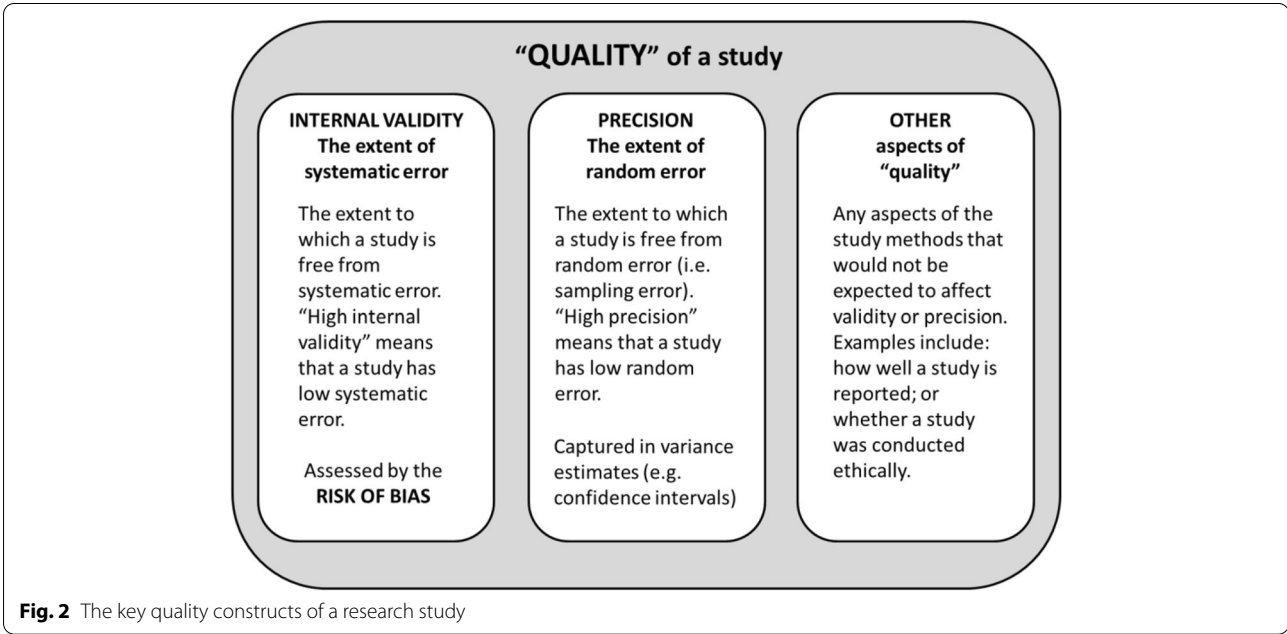 “QUALITY” of a study
INTERNAL VALIDITY
The extent of
systematic error
The extent to
which a study is
free from
systematic error.
“High internal
validity” means
that a study has
low systematic
error.
Assessed by the
RISK OF BIAS
PRECISION
The extent of
random error
The extent to which
a study is free from
random error (i.e.
sampling error).
“High precision”
means that a study
has low random
error.
Captured in variance
estimates (e.g.
confidence intervals)
OTHER
aspects of
“quality”
Any aspects of the
study methods that
would not be
expected to affect
validity or precision.
Examples include:
how well a study is
reported; or
whether a study
was conducted
ethically.
Fig. 2 The key quality constructs of a research study